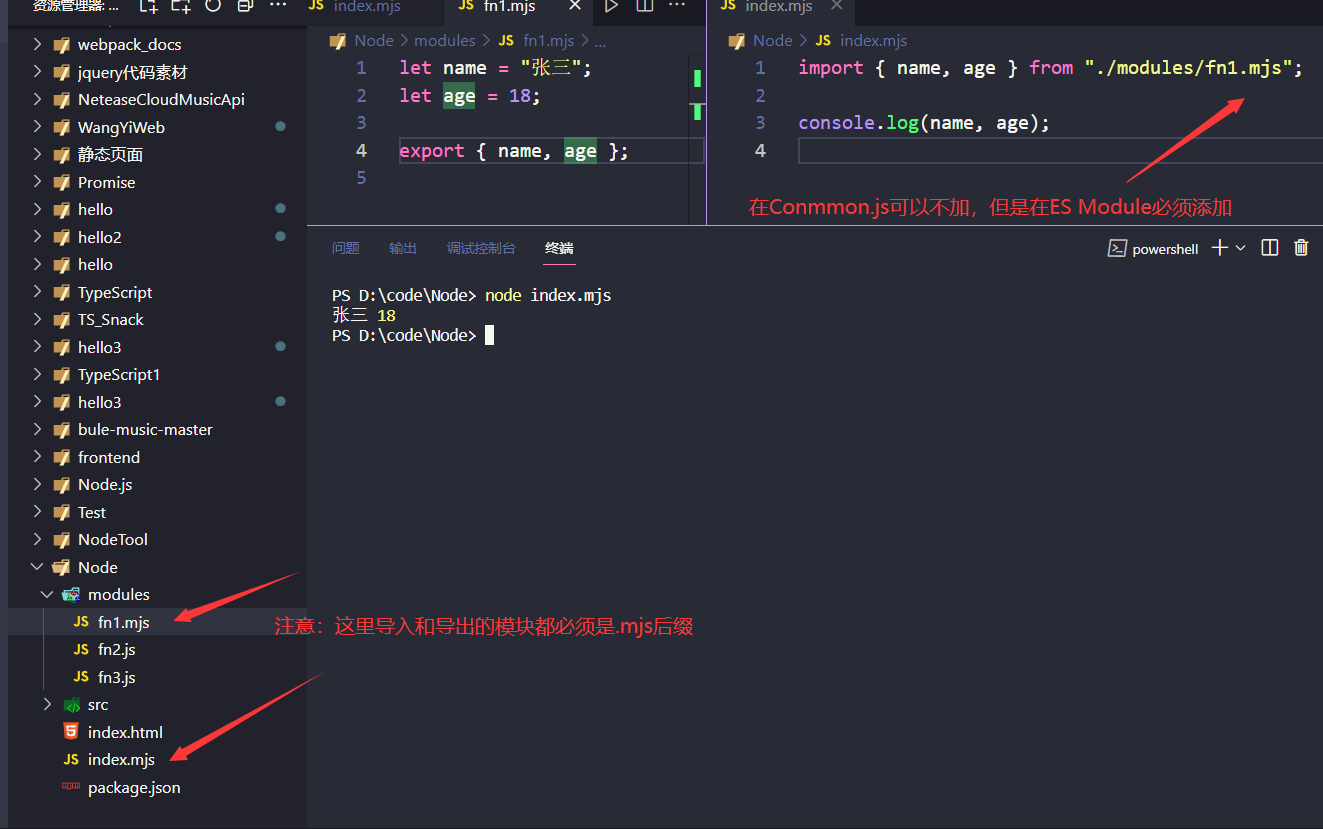 资源管理器: ...
webpack_docs
jquery代码素材
NeteaseCloudMusicApi
WangYiWeb
静态页面
Promise
hello
hello2
hello
TypeScript
TS_Snack
hello3
TypeScript1
hello3
bule-music-master
frontend
Node.js
Test
NodeTool
Node
modules
JS fn1.mjs
JS fn2.js
JS fn3.js
src
index.html
JS index.mjs
package.json
JS index.mjs JS fn1.mjs
Node > modules > JS fn1.mjs > ...
1 let name = "张三";
2 let age = 18;
3
4 export { name, age };
5
JS index.mjs
Node > JS index.mjs
1 import { name, age } from "./modules/fn1.mjs";
2
3 console.log(name, age);
4
在Conmmon.js可以不加，但是在ES Module必须添加
问题 输出 调试控制台 终端 powershell
PS D:\code\Node> node index.mjs
张三 18
PS D:\code\Node>
注意：这里导入和导出的模块都必须是.mjs后缀